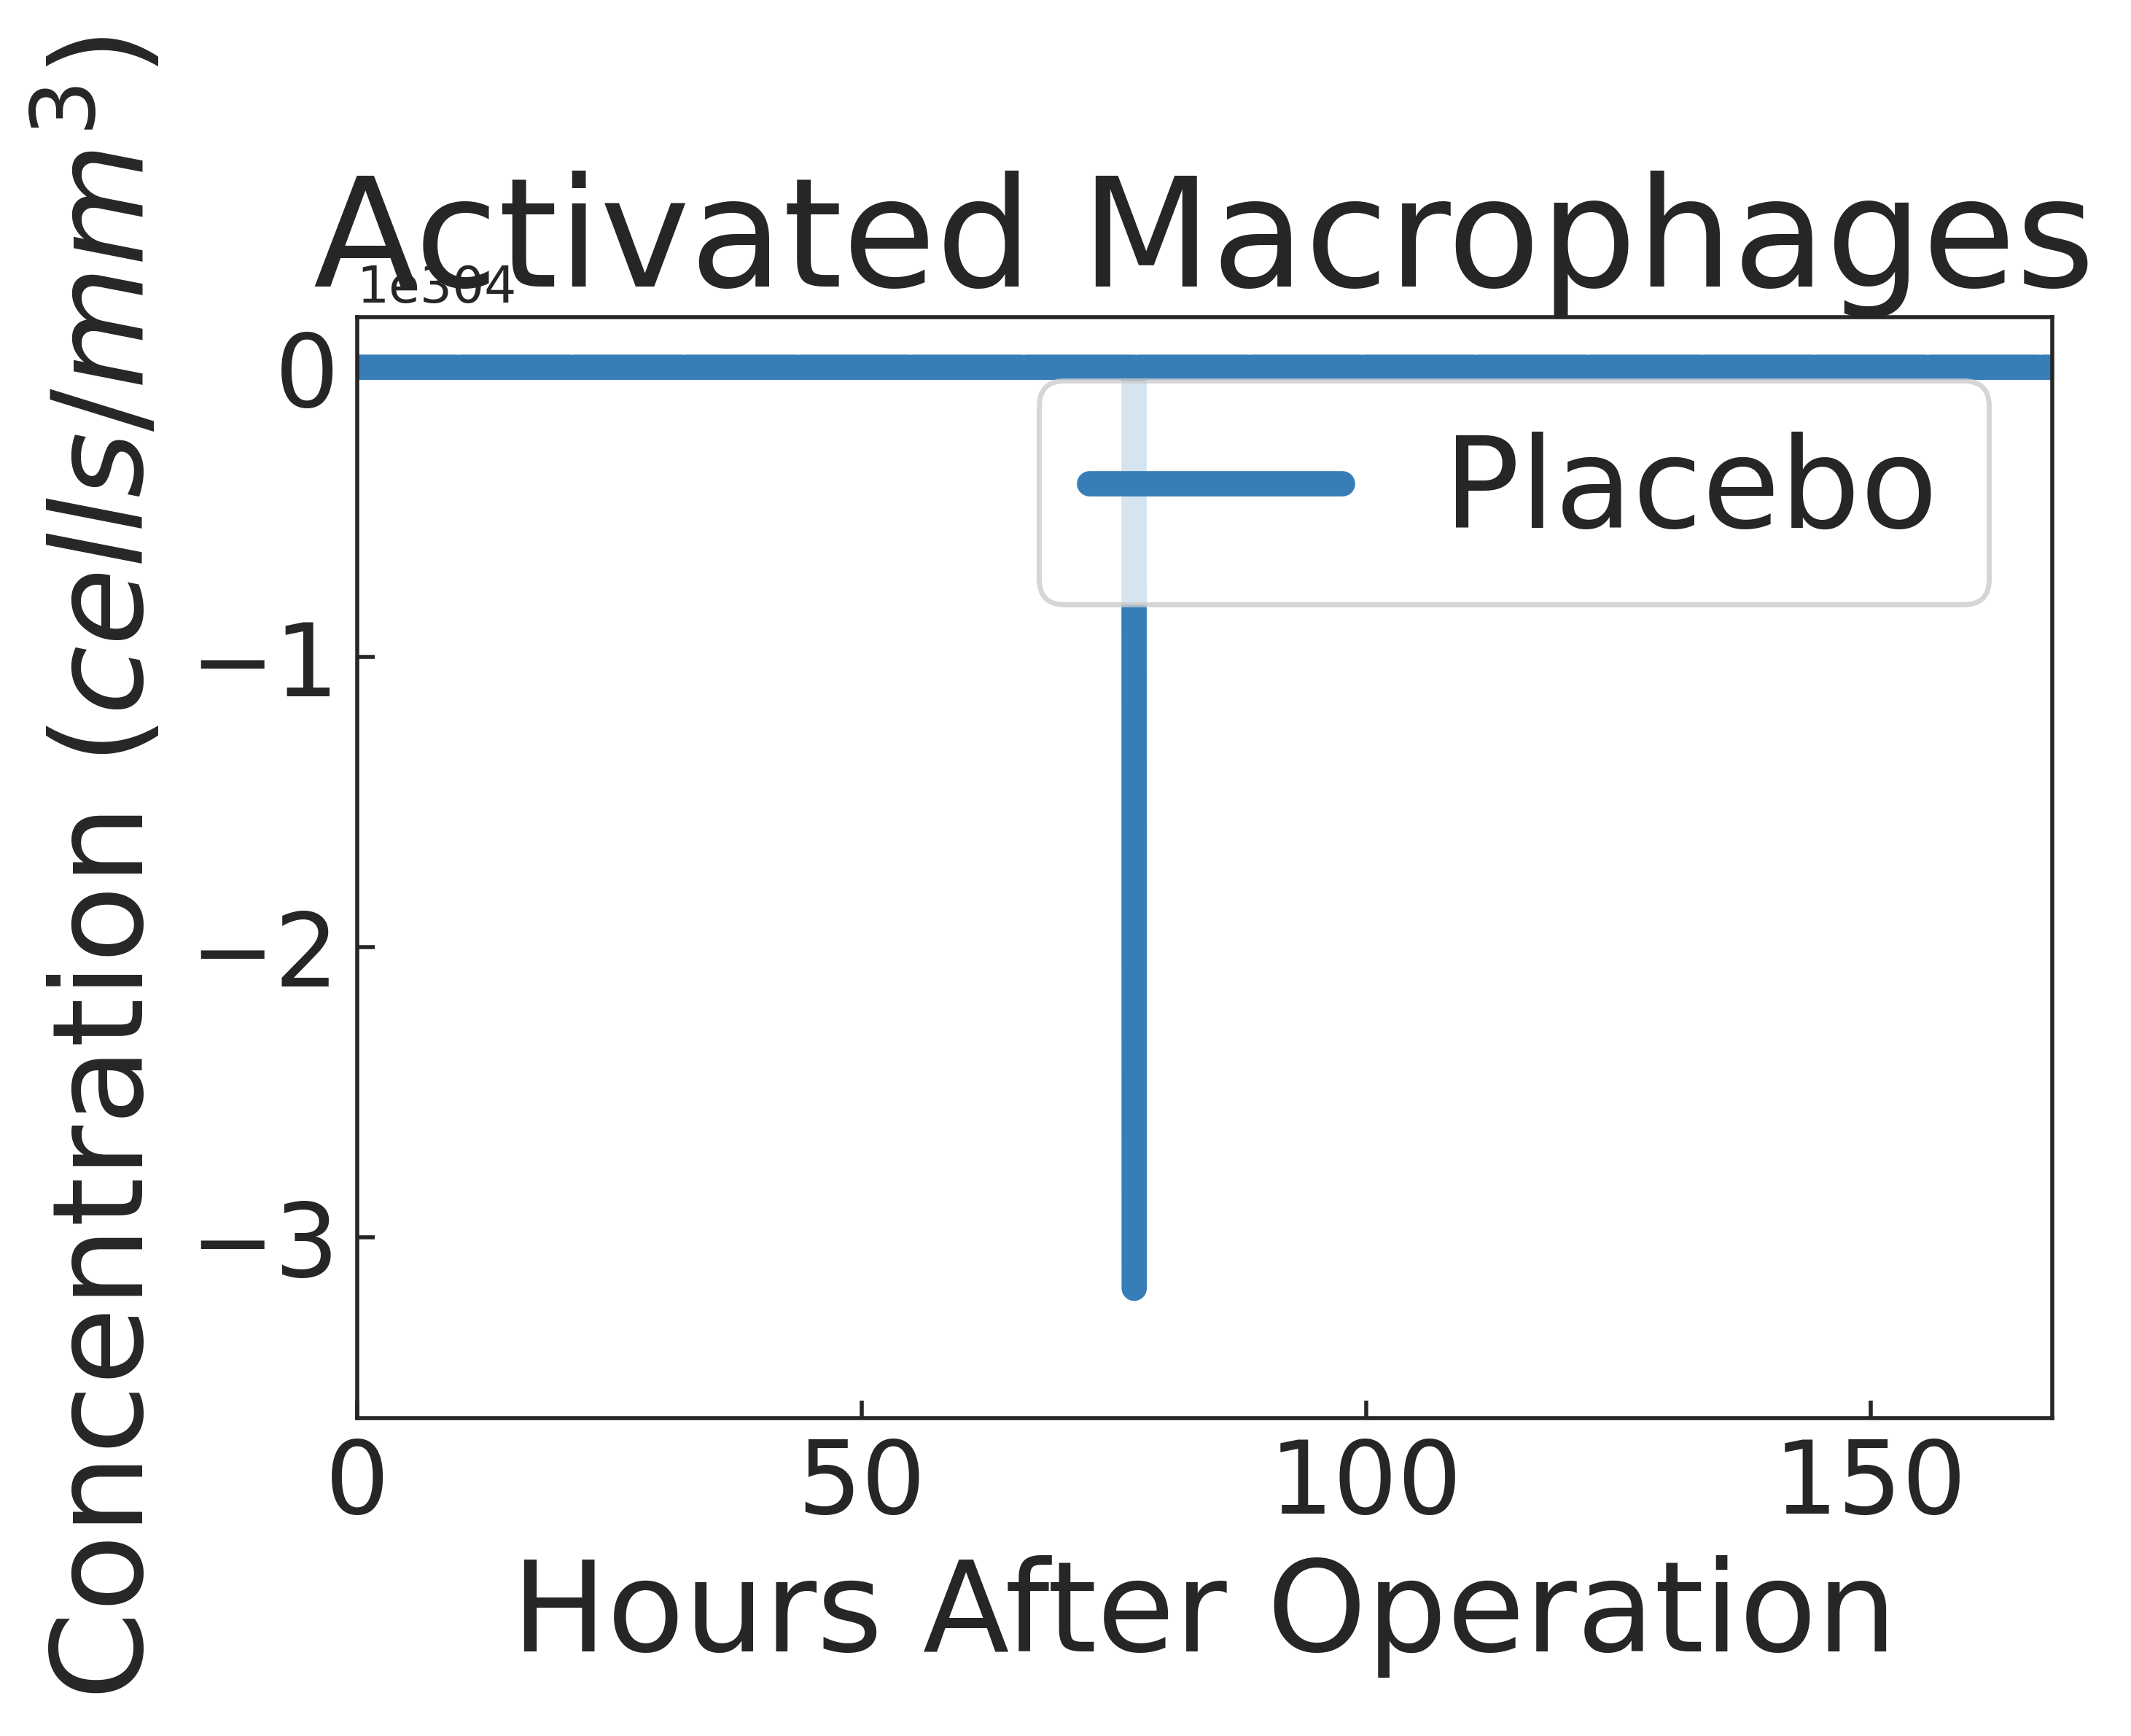 Activated Macrophages
1e304
Concentration (cells/mm³)
0
−1
−2
−3
Placebo
0 50 100 150
Hours After Operation